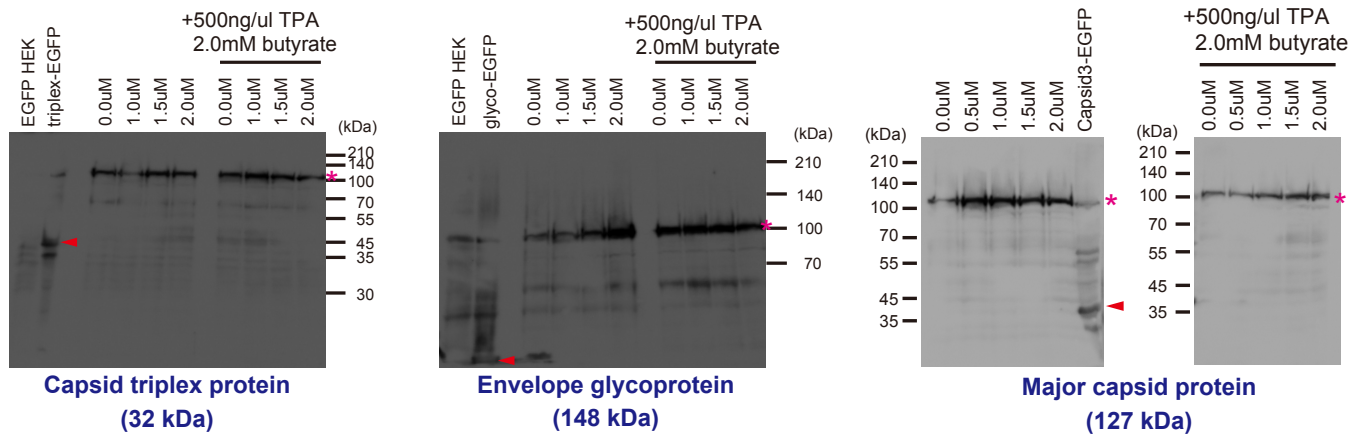 +500ng/ul TPA
2.0mM butyrate
EGFP HEK
triplex-EGFP
0.0uM
1.0uM
1.5uM
2.0uM
0.0uM
1.0uM
1.5uM
2.0uM
(kDa)
210
140
100
70
55
45
35
30
*
Capsid triplex protein
(32 kDa)
+500ng/ul TPA
2.0mM butyrate
EGFP HEK
glyco-EGFP
0.0uM
1.0uM
1.5uM
2.0uM
0.0uM
1.0uM
1.5uM
2.0uM
(kDa)
210
140
100
70
*
Envelope glycoprotein
(148 kDa)
0.0uM
0.5uM
1.0uM
1.5uM
2.0uM
Capsid3-EGFP
(kDa)
210
140
100
70
55
45
35
*
+500ng/ul TPA
2.0mM butyrate
0.0uM
0.5uM
1.0uM
1.5uM
2.0uM
(kDa)
210
140
100
70
55
45
35
*
Major capsid protein
(127 kDa)